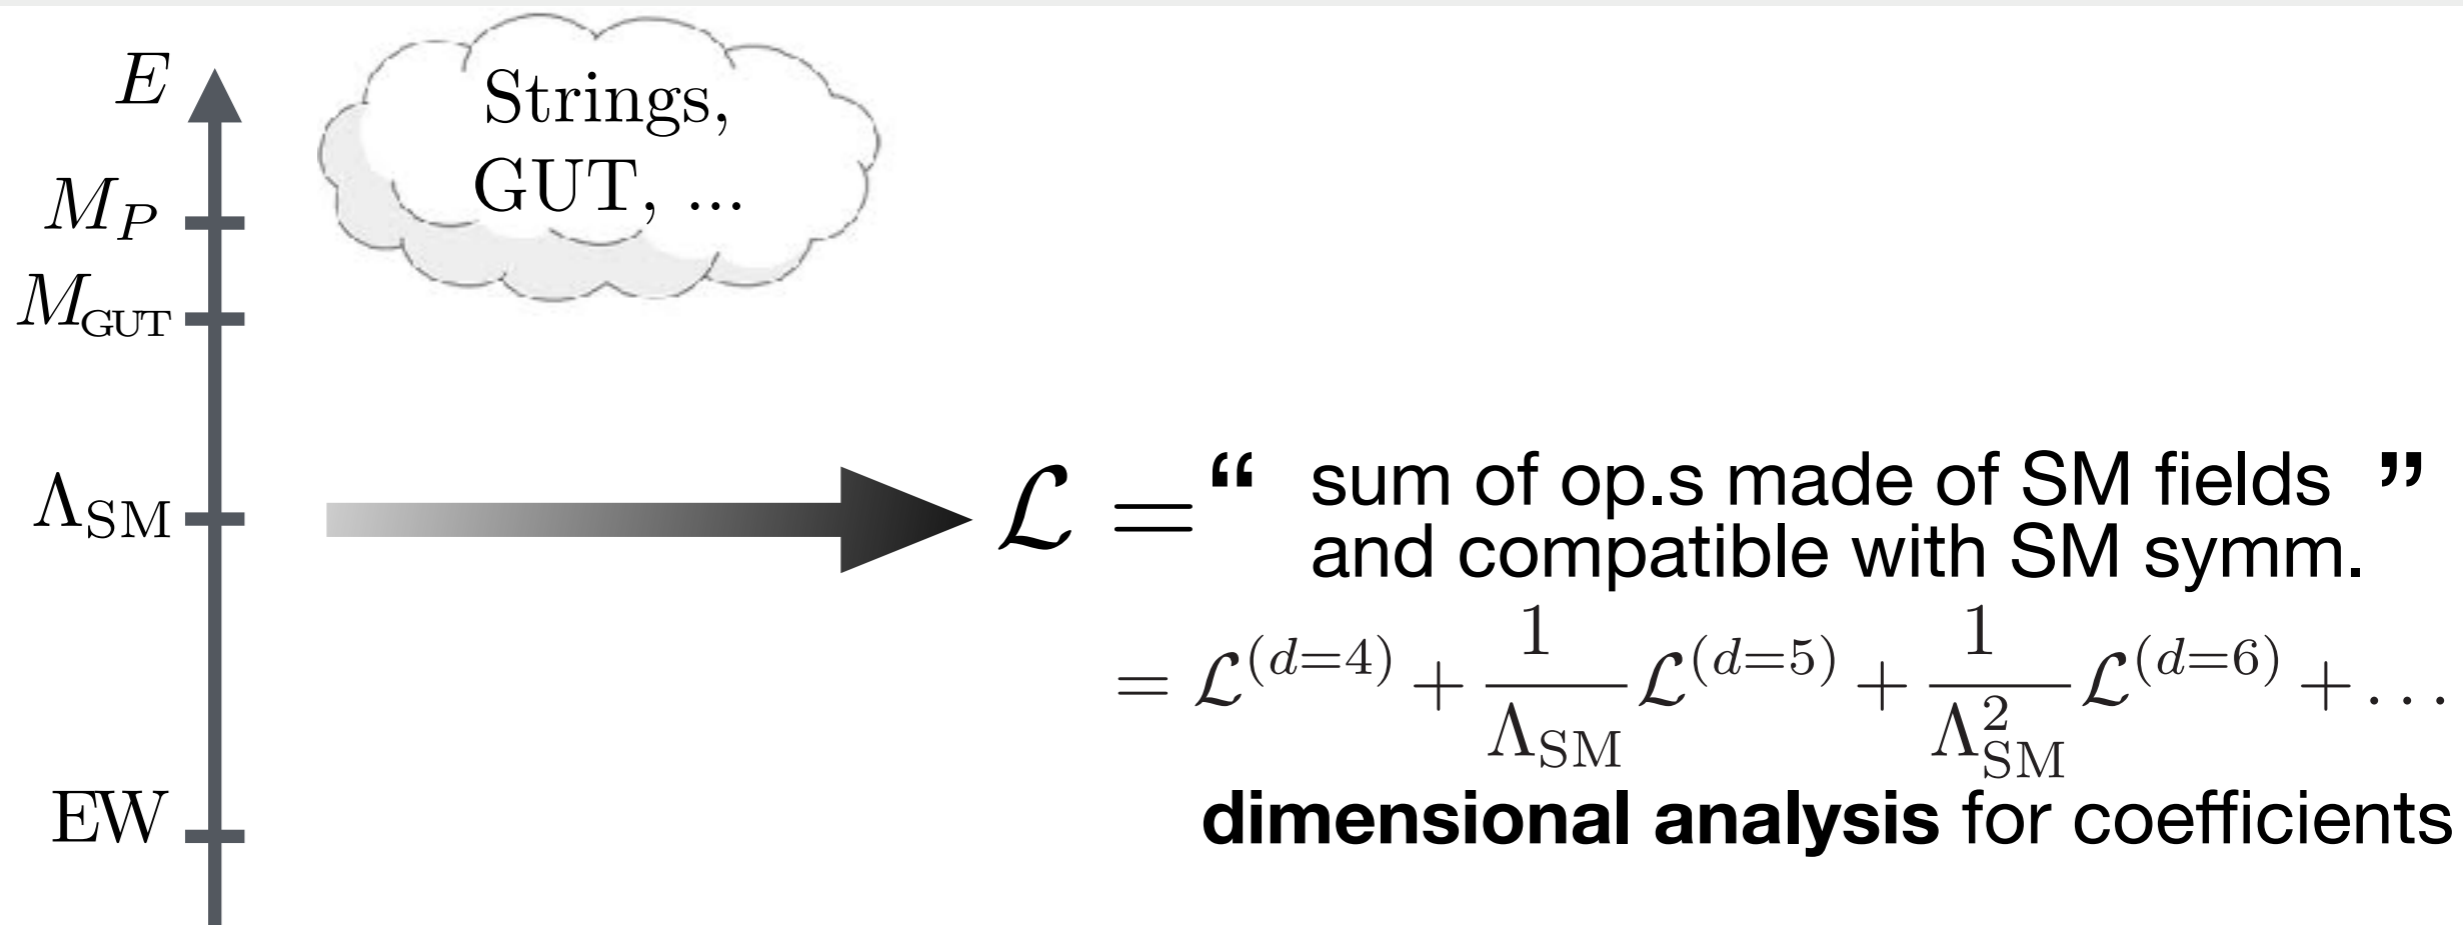 E
Strings,
GUT, ...
M_P
M_GUT
Λ_SM
ℒ = “ sum of op.s made of SM fields ”
and compatible with SM symm.
= ℒ^(d=4) + 1/Λ_SM ℒ^(d=5) + 1/Λ_SM^2 ℒ^(d=6) + ...
EW
dimensional analysis for coefficients